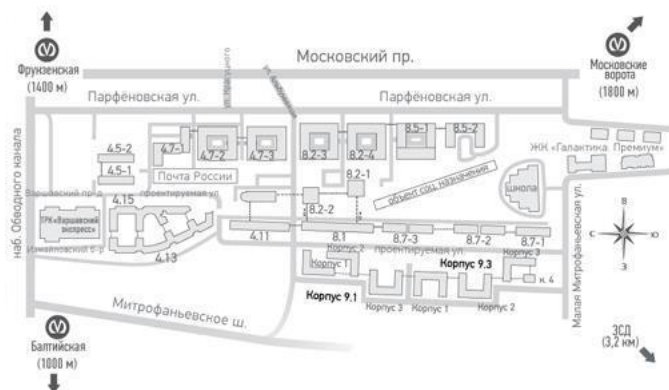 Фрунзенская
(1400 м)
Московский пр.
Московские
ворота
(1800 м)
Парфёновская ул.
Парфёновская ул.
4.5-2
4.5-1
4.7-1
4.7-2
4.7-3
8.2-3
8.2-4
8.5-1
8.5-2
ЖК «Галактика Премиум»
Почта России
8.2-1
объект соц. назначения
школа
наб. Обводного канала
Варшавский пр-д
проектируемая ул.
4.15
8.2-2
ТРК«Варшавский
экспресс»
Измайловский б-р
4.13
4.11
8.1
8.7-3
8.7-2
8.7-1
проектируемая ул.
Корпус 2
Корпус 1
Корпус 9.3
Корпус 3
к. 4
Корпус 9.1
Корпус 3
Корпус 1
Корпус 2
Малая Митрофаньевская ул.
Митрофаньевское ш.
В
С
Ю
З
Балтийская
(1000 м)
ЗСД
(3,2 км)